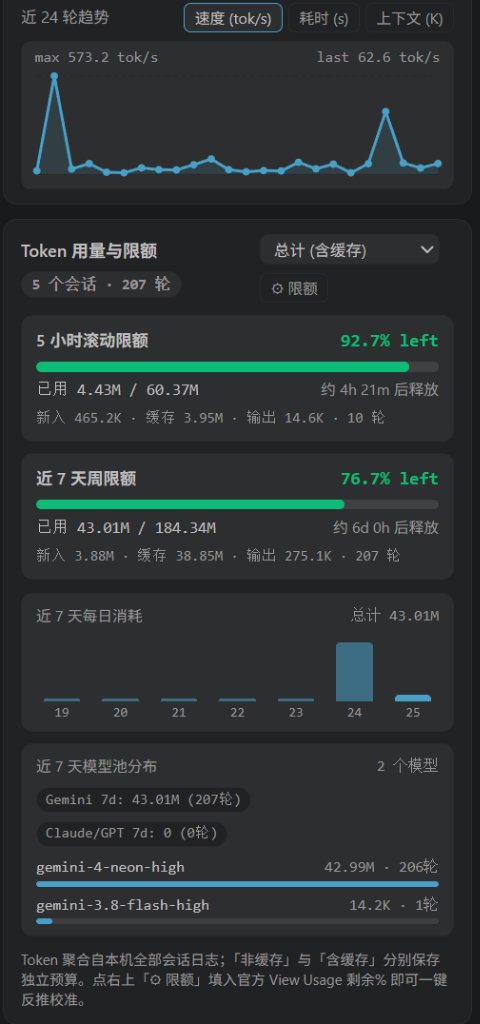 近 24 轮趋势 速度 (tok/s) 耗时 (s) 上下文 (K)
max 573.2 tok/s last 62.6 tok/s
Token 用量与限额 总计 (含缓存)
5 个会话 · 207 轮 ⚙ 限额
5 小时滚动限额 92.7% left
已用 4.43M / 60.37M 约 4h 21m 后释放
新入 465.2K · 缓存 3.95M · 输出 14.6K · 10 轮
近 7 天周限额 76.7% left
已用 43.01M / 184.34M 约 6d 0h 后释放
新入 3.88M · 缓存 38.85M · 输出 275.1K · 207 轮
近 7 天每日消耗 总计 43.01M
19 20 21 22 23 24 25
近 7 天模型池分布 2 个模型
Gemini 7d: 43.01M (207轮)
Claude/GPT 7d: 0 (0轮)
gemini-4-neon-high 42.99M · 206轮
gemini-3.8-flash-high 14.2K · 1轮
Token 聚合自本机全部会话日志；「非缓存」与「含缓存」分别保存
独立预算。点右上「⚙ 限额」填入官方 View Usage 剩余% 即可一键
反推校准。